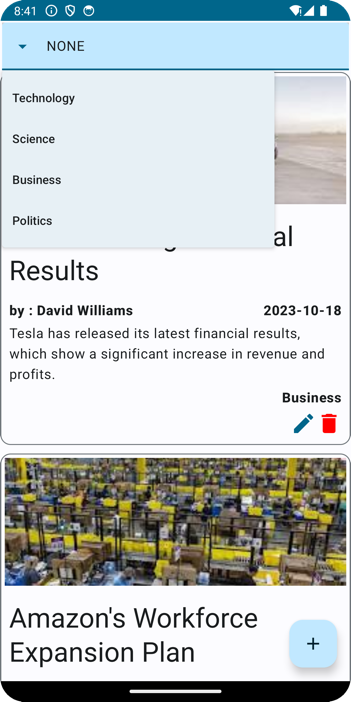 8:41
NONE
Technology
Science
Business
Politics
al
Results
by : David Williams 2023-10-18
Tesla has released its latest financial results,
which show a significant increase in revenue and
profits.
Business
Amazon's Workforce
Expansion Plan
+